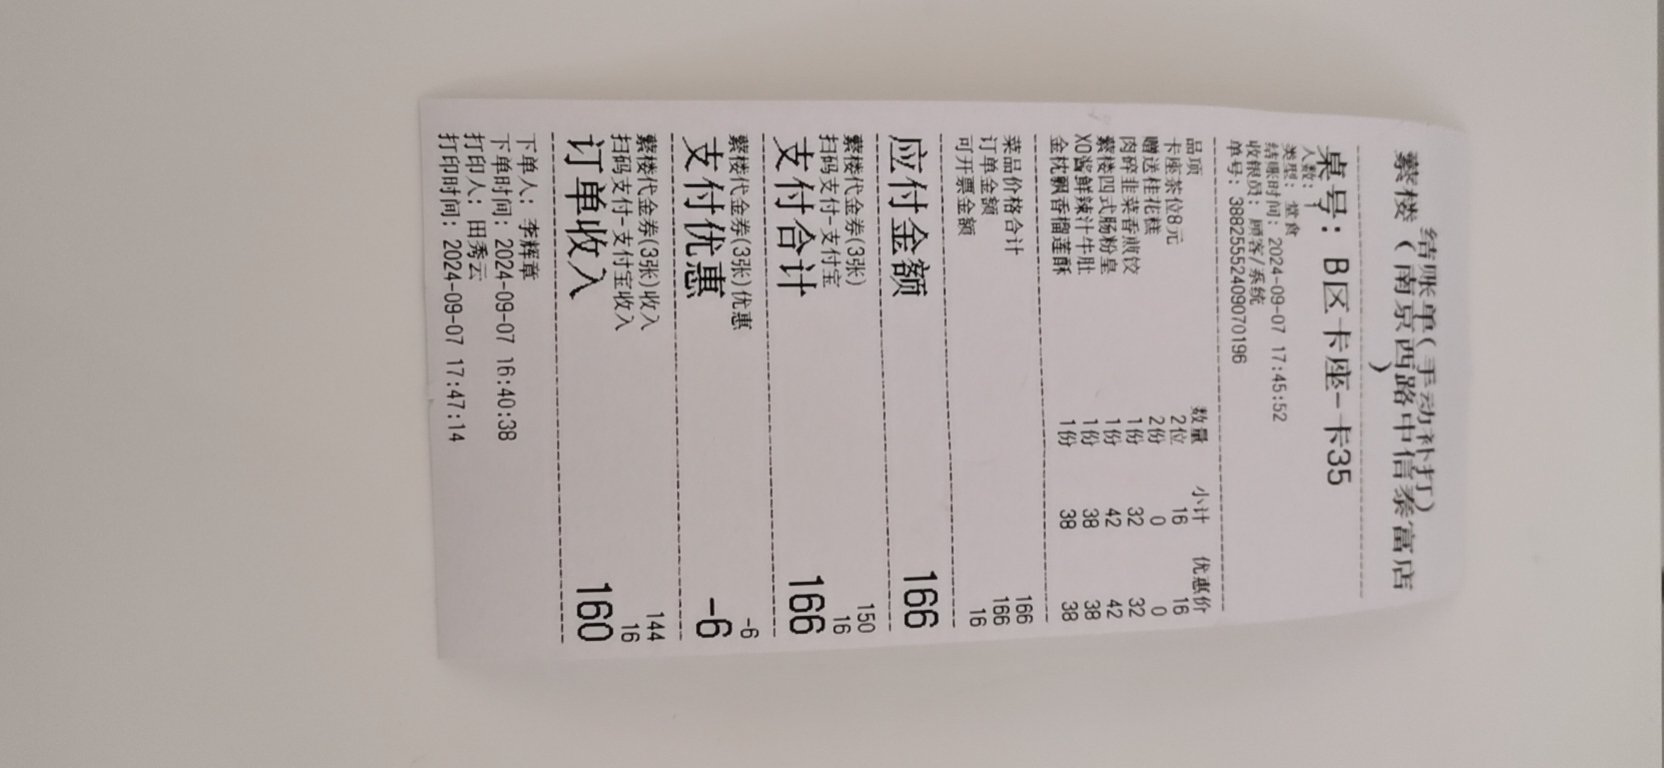 结账单(手动补打)
蘩楼(南京西路中信泰富店
)
桌号: B区卡座-卡35
人数: 1
类型: 堂食
结账时间: 2024-09-07 17:45:52
收银员: 顾客/系统
单号: 3882555240907​0196
品项 数量 小计 优惠价
卡座茶位8元 2位 16 16
赠送桂花糕 2份 0 0
肉碎韭菜香煎饺 1份 32 32
蘩楼四式肠粉皇 1份 42 42
XO酱鲜辣汁牛肚 1份 38 38
金枕飘香榴莲酥 1份 38 38
菜品价格合计 166
订单金额 166
可开票金额 16
应付金额 166
蘩楼代金券(3张) 150
扫码支付-支付宝 16
支付合计 166
蘩楼代金券(3张)优惠 -6
支付优惠 -6
蘩楼代金券(3张)收入 144
扫码支付-支付宝收入 16
订单收入 160
下单人: 李辉章
下单时间: 2024-09-07 16:40:38
打印人: 田秀云
打印时间: 2024-09-07 17:47:14